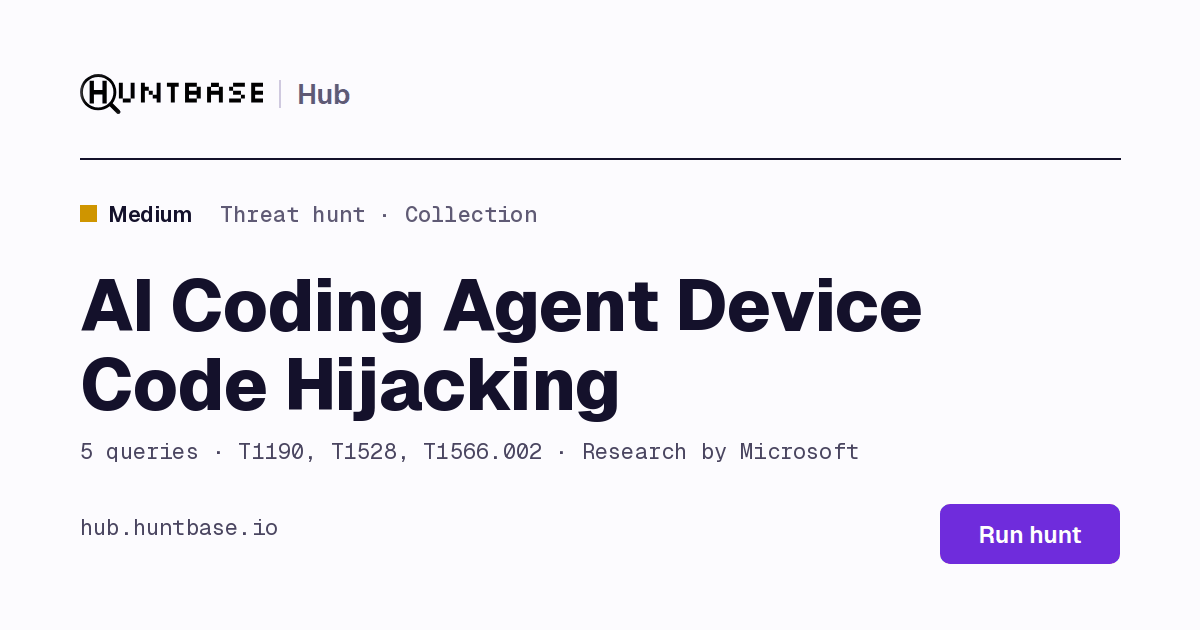 HUNTBASE Hub
Medium Threat hunt · Collection
AI Coding Agent Device
Code Hijacking
5 queries · T1190, T1528, T1566.002 · Research by Microsoft
hub.huntbase.io
Run hunt